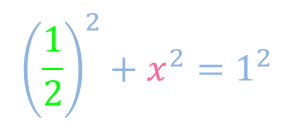 (1/2)² + x² = 1²